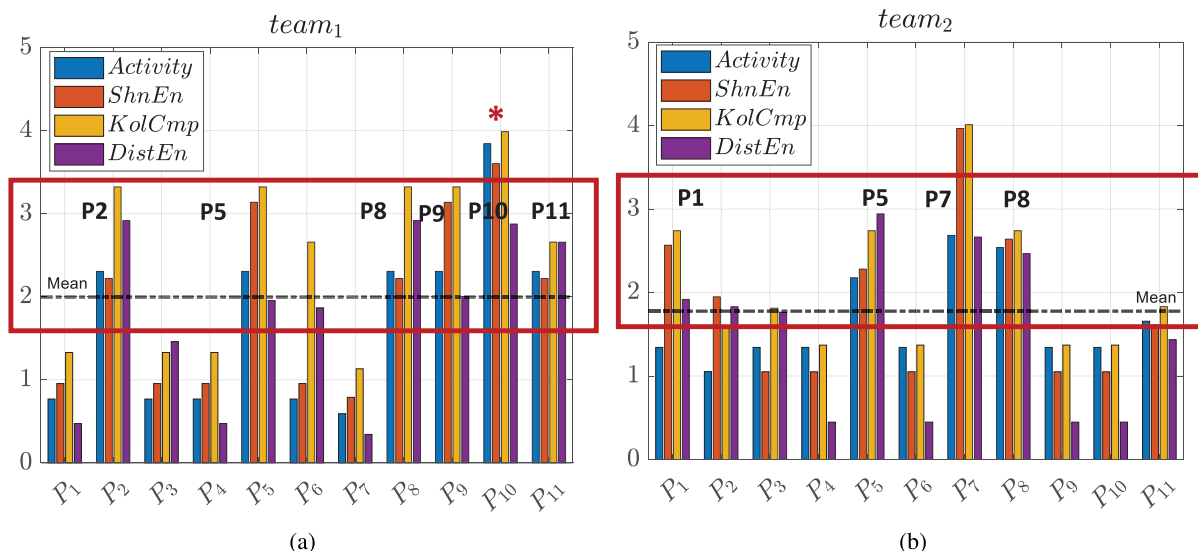 team₁
5
4
3
2
1
0
Activity
ShnEn
KolCmp
DistEn
*
P2 P5 P8 P9 P10 P11
Mean
P₁ P₂ P₃ P₄ P₅ P₆ P₇ P₈ P₉ P₁₀ P₁₁
(a)
team₂
5
4
3
2
1
0
Activity
ShnEn
KolCmp
DistEn
P1 P5 P7 P8
Mean
P₁ P₂ P₃ P₄ P₅ P₆ P₇ P₈ P₉ P₁₀ P₁₁
(b)